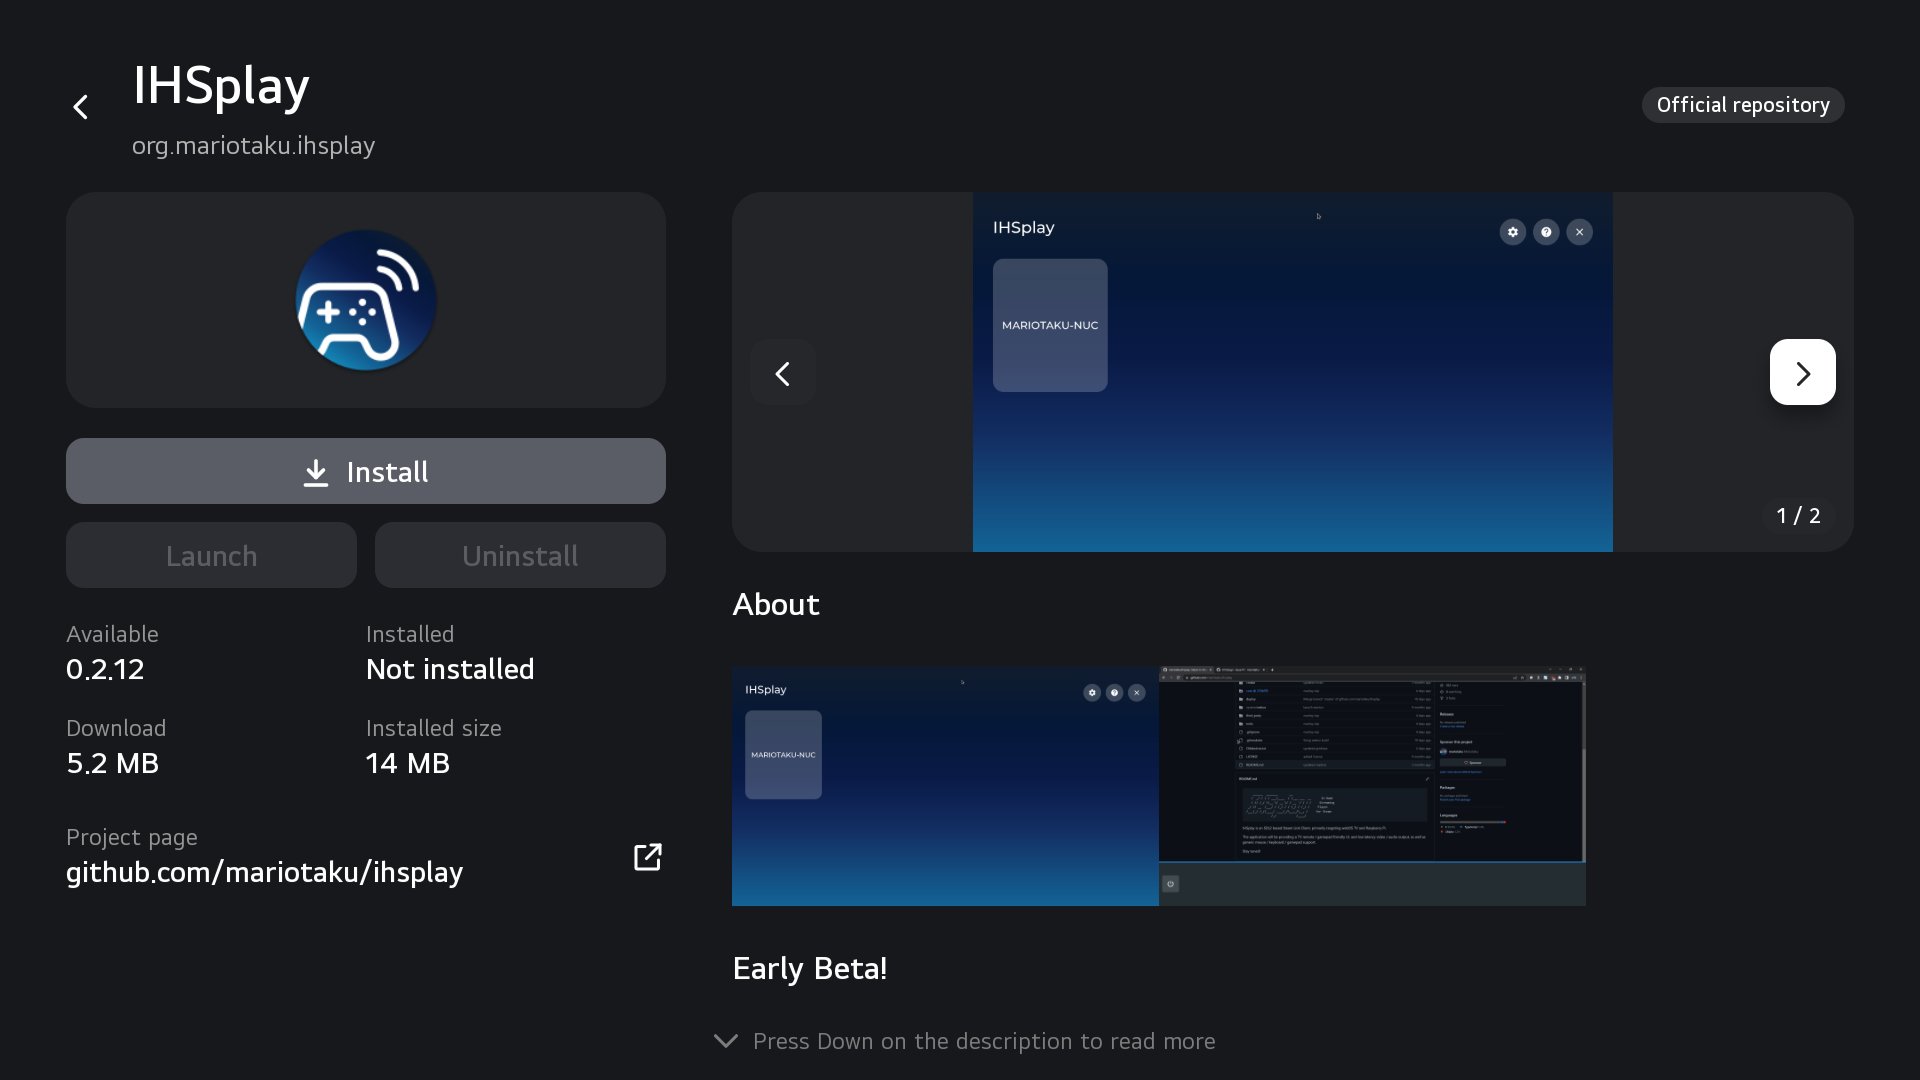 IHSplay
org.mariotaku.ihsplay
Official repository
Install
Launch
Uninstall
Available
0.2.12
Installed
Not installed
Download
5.2 MB
Installed size
14 MB
Project page
github.com/mariotaku/ihsplay
IHSplay
MARIOTAKU-NUC
1 / 2
About
IHSplay
MARIOTAKU-NUC
Early Beta!
Press Down on the description to read more